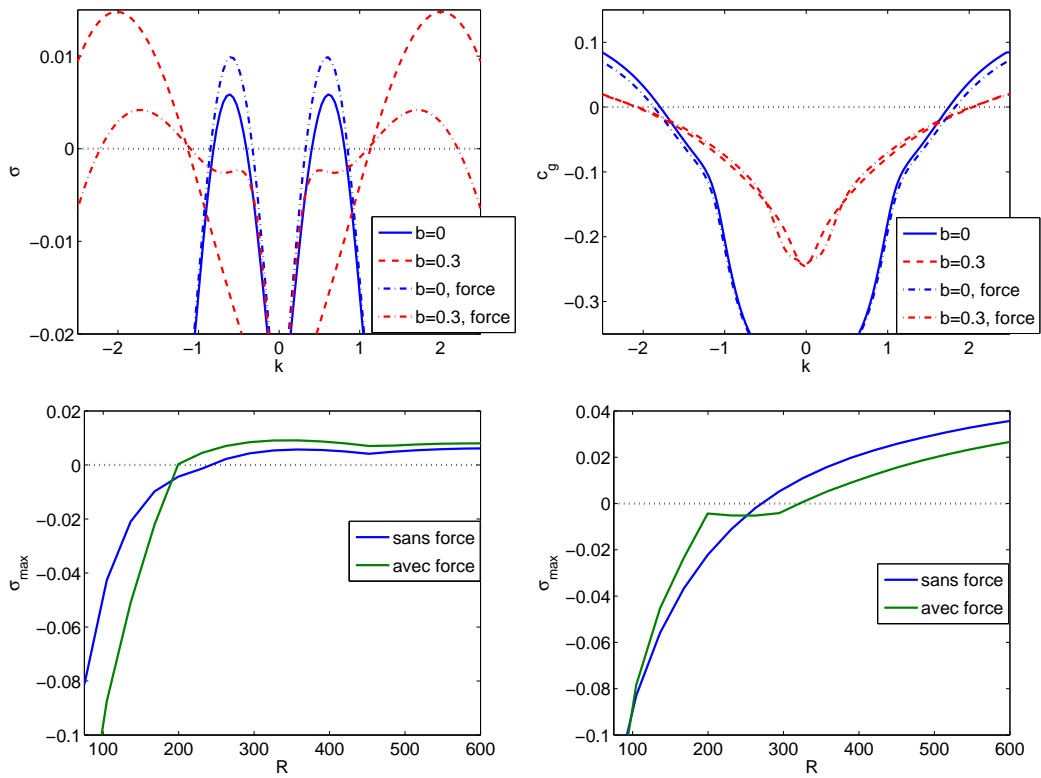 0.01
0
−0.01
−0.02
σ
−2
−1
0
1
2
k
b=0
b=0.3
b=0, force
b=0.3, force
0.1
0
−0.1
−0.2
−0.3
c_g
−2
−1
0
1
2
k
b=0
b=0.3
b=0, force
b=0.3, force
0.02
0
−0.02
−0.04
−0.06
−0.08
−0.1
σ_max
100
200
300
400
500
600
R
sans force
avec force
0.04
0.02
0
−0.02
−0.04
−0.06
−0.08
−0.1
σ_max
100
200
300
400
500
600
R
sans force
avec force